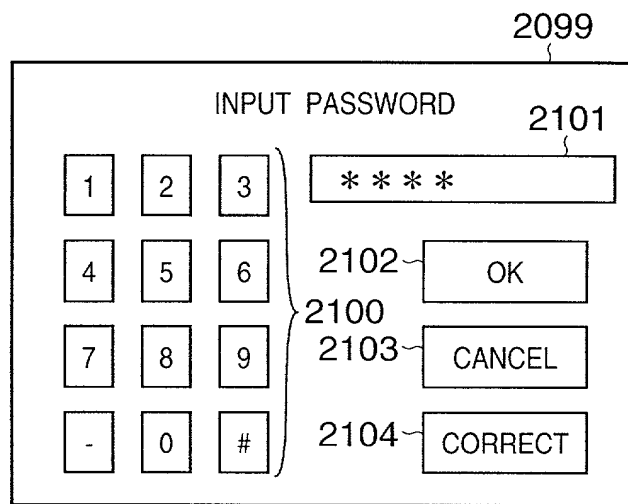 2099
INPUT PASSWORD
2101
1 2 3
* * * *
4 5 6
2102
OK
2100
7 8 9
2103
CANCEL
- 0 #
2104
CORRECT